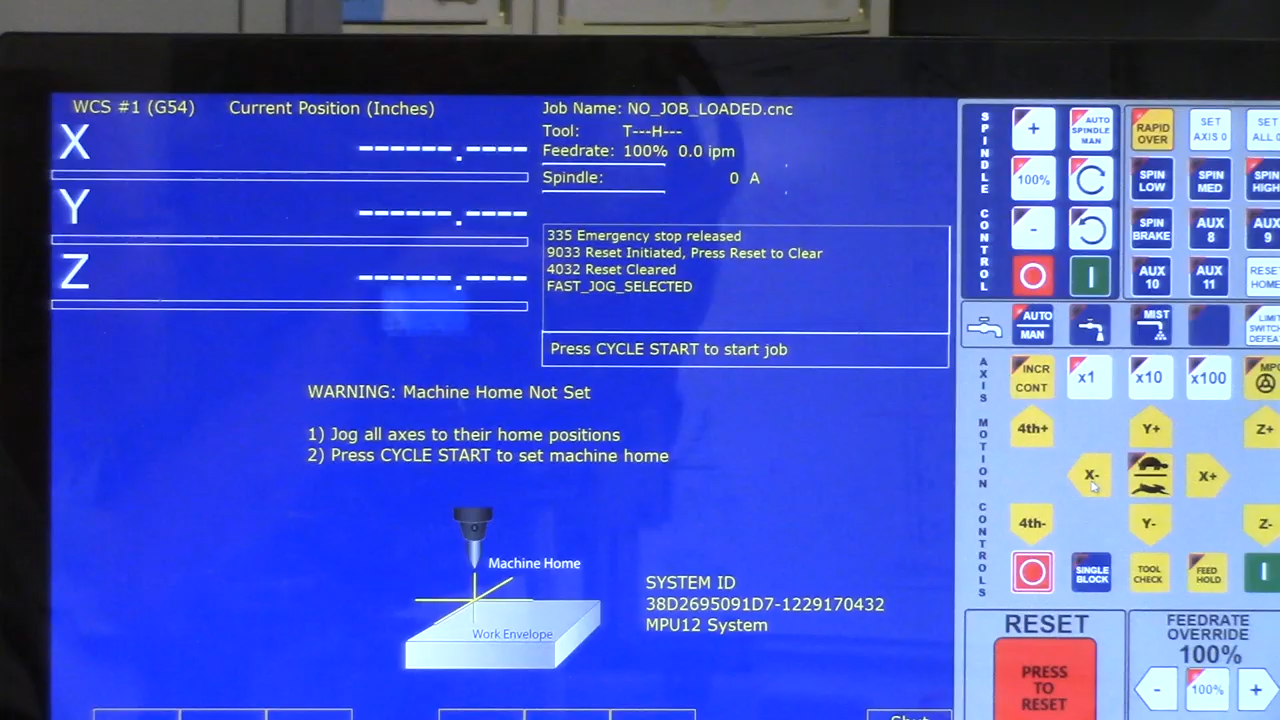 WCS #1 (G54) Current Position (Inches)
X ------.----
Y ------.----
Z ------.----
Job Name: NO_JOB_LOADED.cnc
Tool: T---H---
Feedrate: 100% 0.0 ipm
Spindle: 0 A
335 Emergency stop released
9033 Reset Initiated, Press Reset to Clear
4032 Reset Cleared
FAST_JOG_SELECTED
Press CYCLE START to start job
WARNING: Machine Home Not Set
1) Jog all axes to their home positions
2) Press CYCLE START to set machine home
Machine Home
Work Envelope
SYSTEM ID
38D2695091D7-1229170432
MPU12 System
SPINDLE CONTROL
+
AUTO
SPINDLE
MAN
100%
-
RAPID
OVER
SET
AXIS 0
SET
ALL 0
SPIN
LOW
SPIN
MED
SPIN
HIGH
SPIN
BRAKE
AUX
8
AUX
9
AUX
10
AUX
11
RESET
HOME
AUTO
MAN
MIST
LIMIT
SWITCH
DEFEAT
AXIS MOTION CONTROLS
INCR
CONT
x1
x10
x100
MPG
4th+
Y+
Z+
X-
X+
4th-
Y-
Z-
SINGLE
BLOCK
TOOL
CHECK
FEED
HOLD
RESET
PRESS
TO
RESET
FEEDRATE
OVERRIDE
100%
-
100%
+